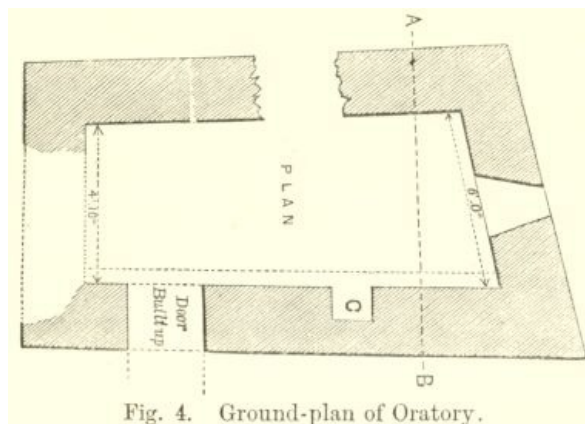 A
PLAN
4' 10"
6' 0"
C
Door
Built up
B
Fig. 4. Ground-plan of Oratory.